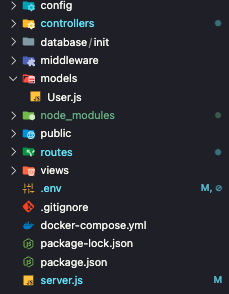 config
controllers
database/init
middleware
models
User.js
node_modules
public
routes
views
.env M,
.gitignore
docker-compose.yml
package-lock.json
package.json
server.js M